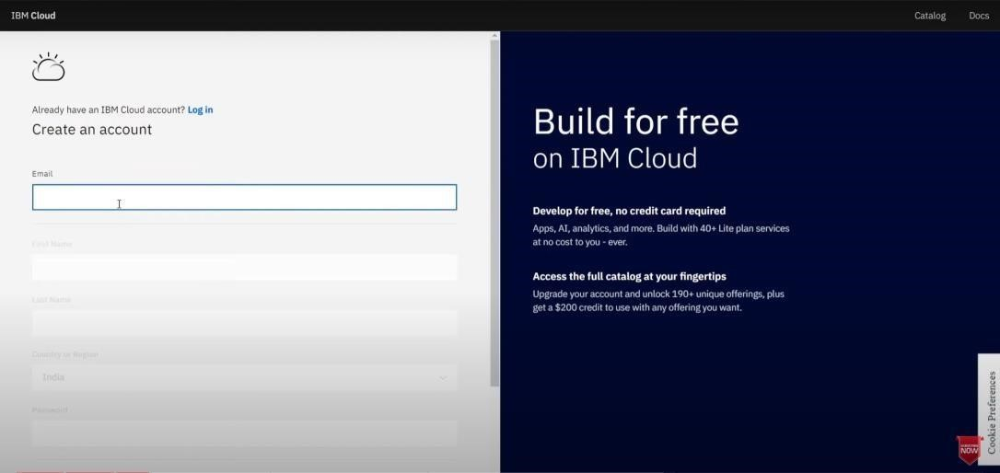 IBM Cloud
Catalog
Docs
Already have an IBM Cloud account? Log in
Create an account
Email
First Name
Last Name
Country or Region
India
Password
Build for free
on IBM Cloud
Develop for free, no credit card required
Apps, AI, analytics, and more. Build with 40+ Lite plan services
at no cost to you - ever.
Access the full catalog at your fingertips
Upgrade your account and unlock 190+ unique offerings, plus
get a $200 credit to use with any offering you want.
Cookie Preferences
SUBSCRIBE
NOW